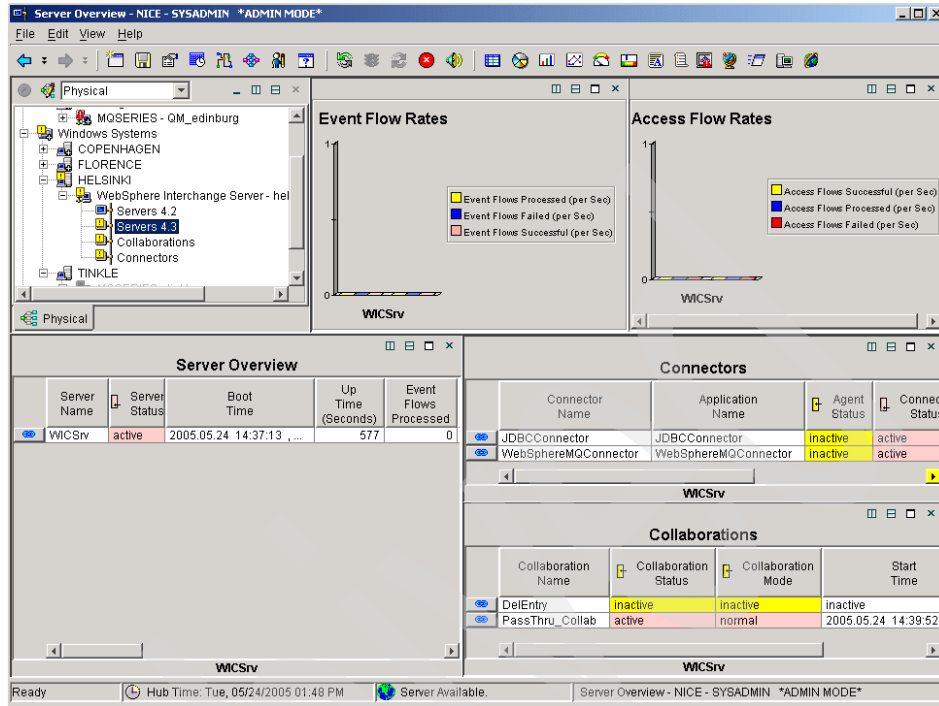 Server Overview - NICE - SYSADMIN *ADMIN MODE*
File Edit View Help
Physical
MQSERIES - QM_edinburg
Windows Systems
COPENHAGEN
FLORENCE
HELSINKI
WebSphere Interchange Server - hel
Servers 4.2
Servers 4.3
Collaborations
Connectors
TINKLE
Physical
Event Flow Rates
1
0
Event Flows Processed (per Sec)
Event Flows Failed (per Sec)
Event Flows Successful (per Sec)
WICSrv
Access Flow Rates
1
0
Access Flows Successful (per Sec)
Access Flows Processed (per Sec)
Access Flows Failed (per Sec)
WICSrv
Server Overview
Server Name Server Status Boot Time Up Time (Seconds) Event Flows Processed
WICSrv active 2005.05.24 14:37:13 , ... 577 0
WICSrv
Connectors
Connector Name Application Name Agent Status Connec Statu
JDBCConnector JDBCConnector inactive active
WebSphereMQConnector WebSphereMQConnector inactive active
WICSrv
Collaborations
Collaboration Name Collaboration Status Collaboration Mode Start Time
DelEntry inactive inactive inactive
PassThru_Collab active normal 2005.05.24 14:39:52
WICSrv
Ready Hub Time: Tue, 05/24/2005 01:48 PM Server Available. Server Overview - NICE - SYSADMIN *ADMIN MODE*